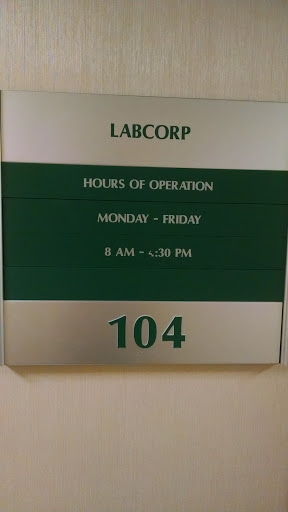 LABCORP
HOURS OF OPERATION
MONDAY - FRIDAY
8 AM - 4:30 PM
104